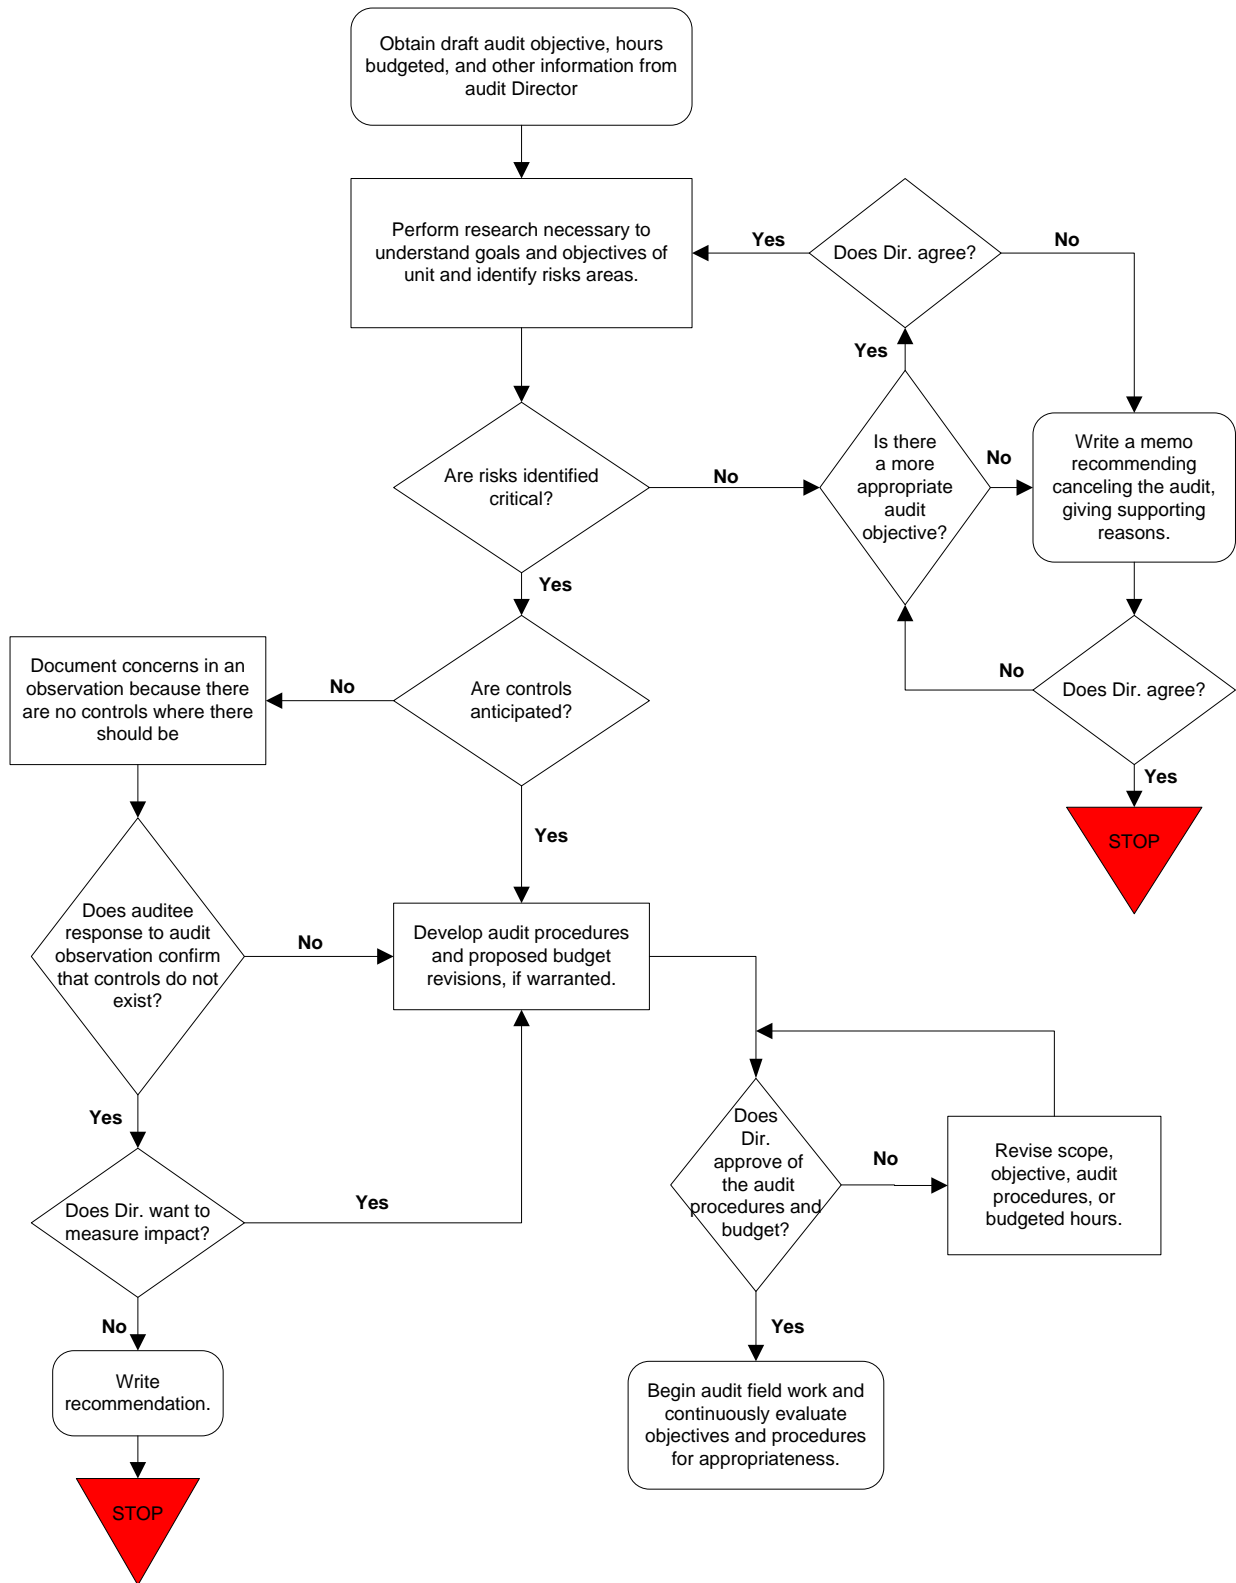 Obtain draft audit objective, hours
budgeted, and other information from
audit Director
Perform research necessary to
understand goals and objectives of
unit and identify risks areas.
Yes
Does Dir. agree?
No
Yes
Are risks identified
critical?
No
Is there
a more
appropriate
audit
objective?
No
Write a memo
recommending
canceling the audit,
giving supporting
reasons.
Yes
Document concerns in an
observation because there
are no controls where there
should be
No
Are controls
anticipated?
No
Does Dir. agree?
Yes
STOP
Yes
Does auditee
response to audit
observation confirm
that controls do not
exist?
No
Develop audit procedures
and proposed budget
revisions, if warranted.
Yes
Does Dir. want to
measure impact?
Yes
Does
Dir.
approve of
the audit
procedures and
budget?
No
Revise scope,
objective, audit
procedures, or
budgeted hours.
No
Yes
Write
recommendation.
Begin audit field work and
continuously evaluate
objectives and procedures
for appropriateness.
STOP